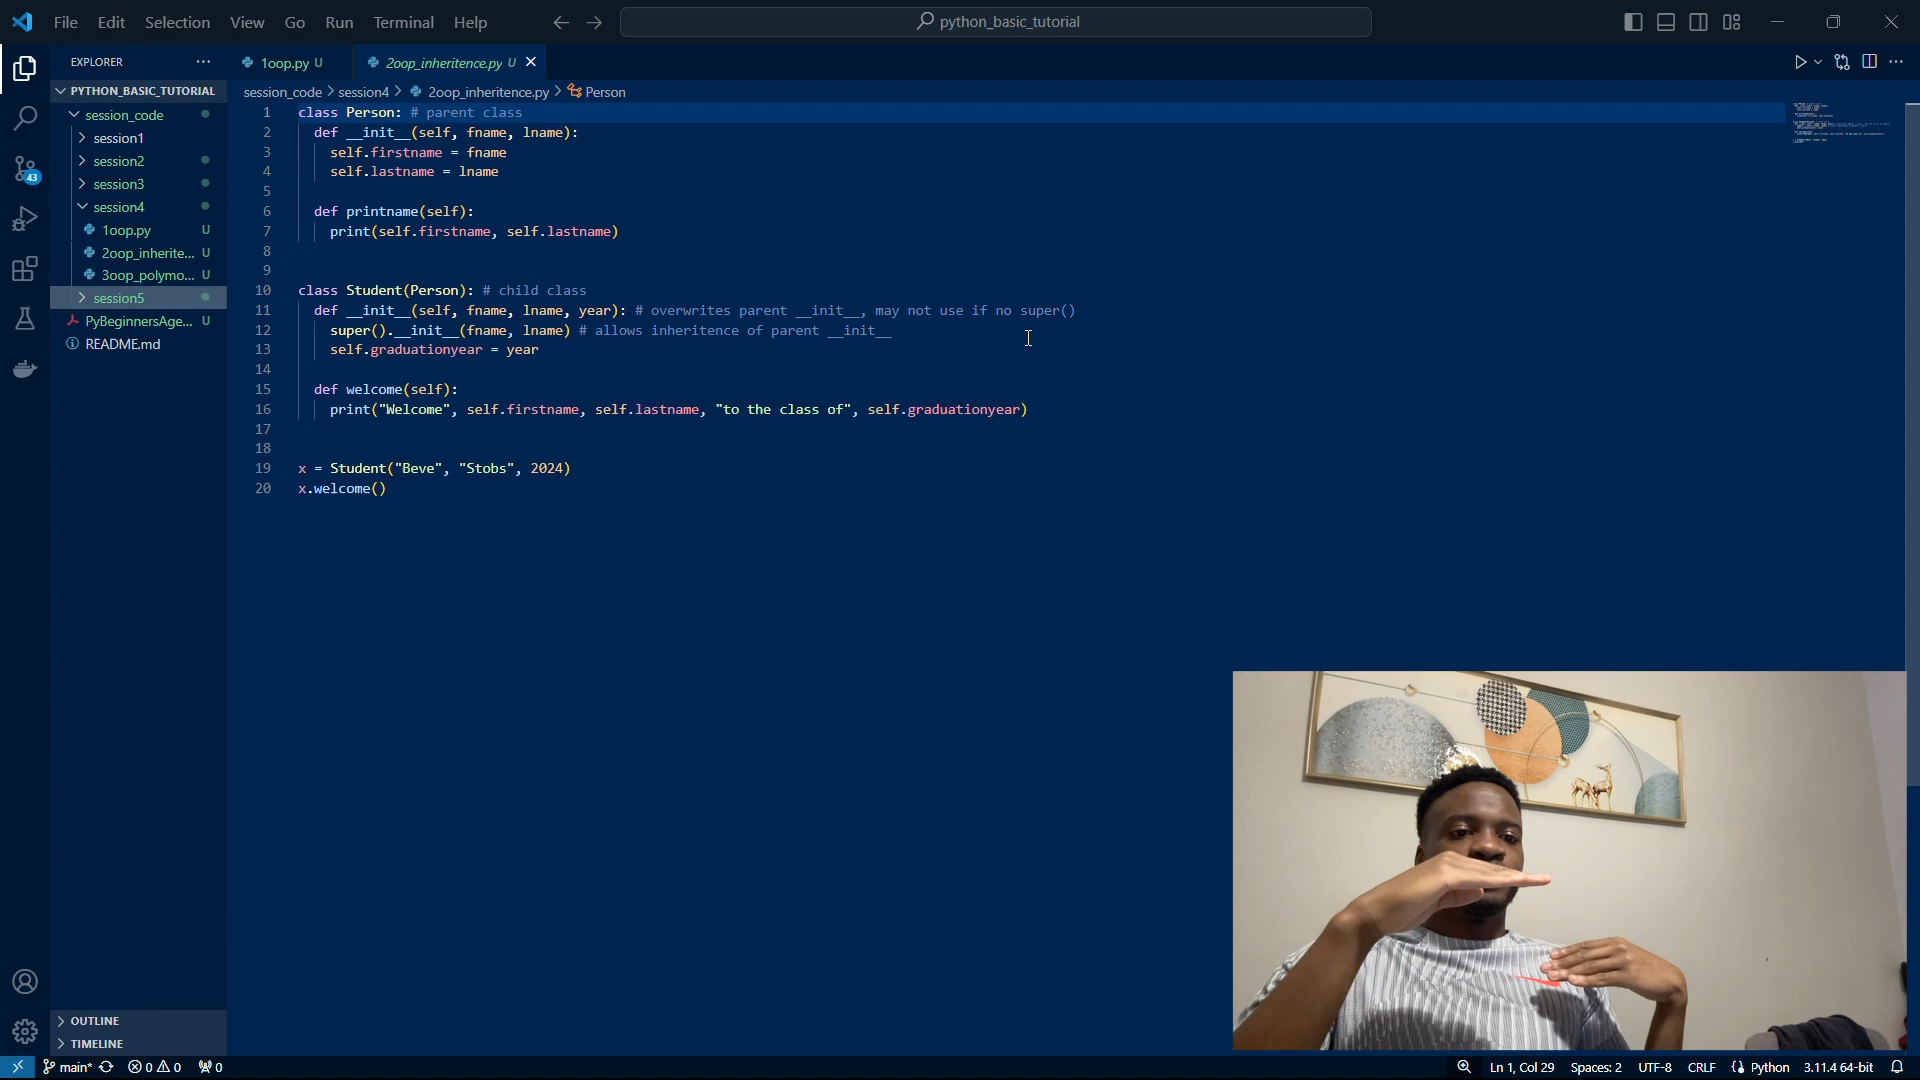 File Edit Selection View Go Run Terminal Help
python_basic_tutorial
EXPLORER
PYTHON_BASIC_TUTORIAL
session_code
session1
session2
session3
session4
1oop.py U
2oop_inherite... U
3oop_polymo... U
session5
PyBeginnersAge... U
README.md
43
OUTLINE
TIMELINE
1oop.py U
2oop_inheritence.py U
session_code > session4 > 2oop_inheritence.py > Person
1 class Person: # parent class
2 def __init__(self, fname, lname):
3 self.firstname = fname
4 self.lastname = lname
5
6 def printname(self):
7 print(self.firstname, self.lastname)
8
9
10 class Student(Person): # child class
11 def __init__(self, fname, lname, year): # overwrites parent __init__, may not use if no super()
12 super().__init__(fname, lname) # allows inheritence of parent __init__
13 self.graduationyear = year
14
15 def welcome(self):
16 print("Welcome", self.firstname, self.lastname, "to the class of", self.graduationyear)
17
18
19 x = Student("Beve", "Stobs", 2024)
20 x.welcome()
main* 0 0 0
Ln 1, Col 29 Spaces: 2 UTF-8 CRLF Python 3.11.4 64-bit